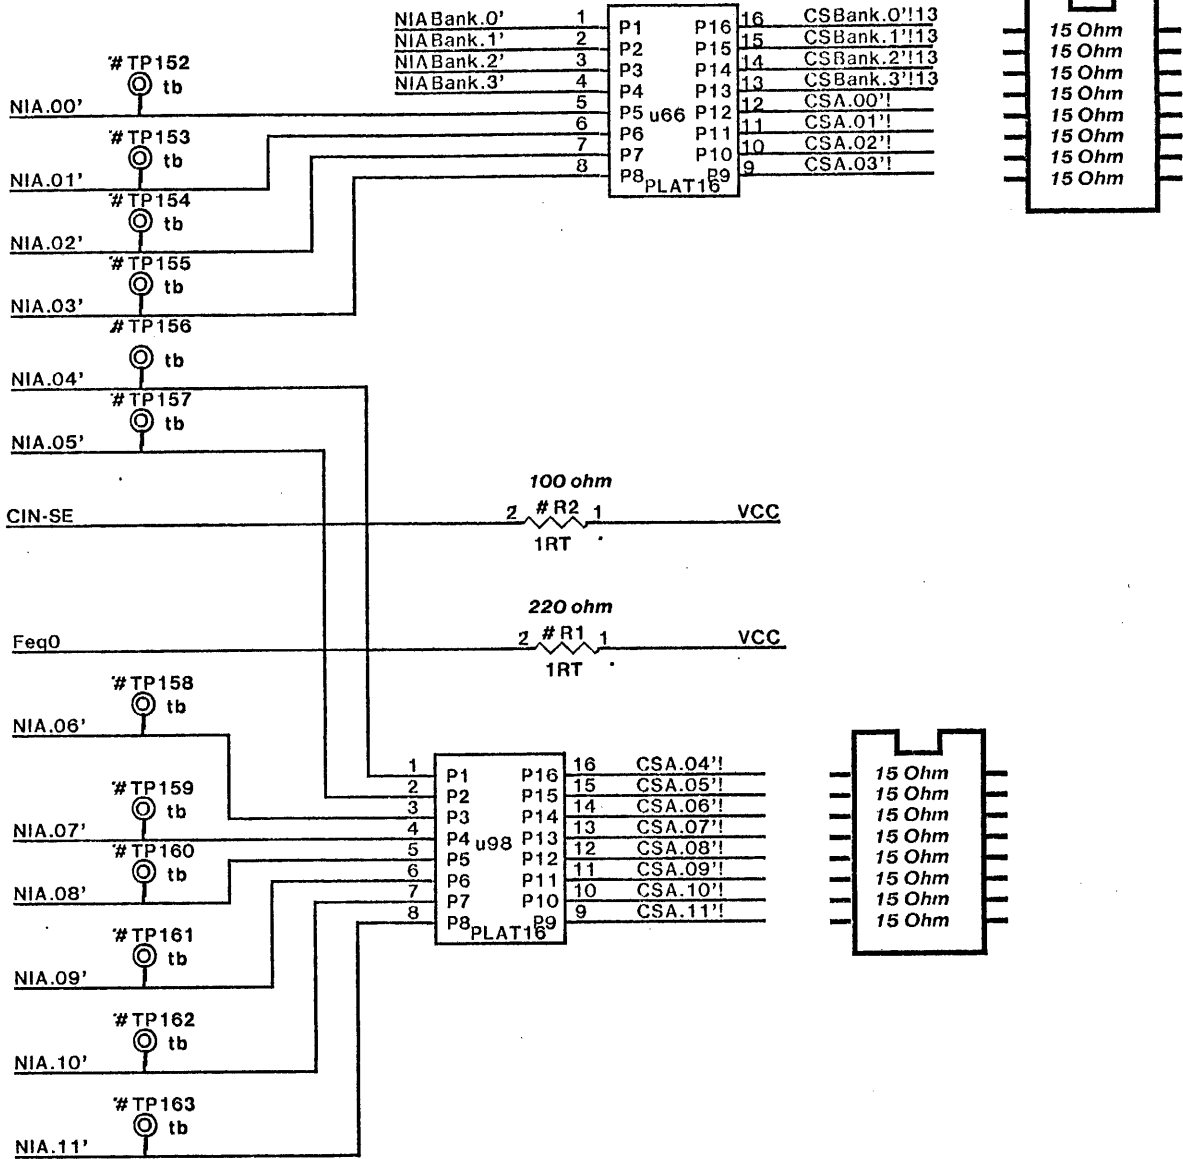 NIABank.0' 1 P1 P16 16 CSBank.0'!13
NIABank.1' 2 P2 P15 15 CSBank.1'!13
NIABank.2' 3 P3 P14 14 CSBank.2'!13
NIABank.3' 4 P4 P13 13 CSBank.3'!13
5 P5 u66 P12 12 CSA.00'!
6 P6 P11 11 CSA.01'!
7 P7 P10 10 CSA.02'!
8 P8 P9 9 CSA.03'!
PLAT16
15 Ohm
15 Ohm
15 Ohm
15 Ohm
15 Ohm
15 Ohm
15 Ohm
15 Ohm
#TP152
tb
NIA.00'
#TP153
tb
NIA.01'
#TP154
tb
NIA.02'
#TP155
tb
NIA.03'
#TP156
tb
NIA.04'
#TP157
tb
NIA.05'
100 ohm
CIN-SE 2 #R2 1 VCC
1RT
220 ohm
Feq0 2 #R1 1 VCC
1RT
#TP158
tb
NIA.06'
#TP159
tb
NIA.07'
#TP160
tb
NIA.08'
#TP161
tb
NIA.09'
#TP162
tb
NIA.10'
#TP163
tb
NIA.11'
1 P1 P16 16 CSA.04'!
2 P2 P15 15 CSA.05'!
3 P3 P14 14 CSA.06'!
4 P4 u98 P13 13 CSA.07'!
5 P5 P12 12 CSA.08'!
6 P6 P11 11 CSA.09'!
7 P7 P10 10 CSA.10'!
8 P8 P9 9 CSA.11'!
PLAT16
15 Ohm
15 Ohm
15 Ohm
15 Ohm
15 Ohm
15 Ohm
15 Ohm
15 Ohm